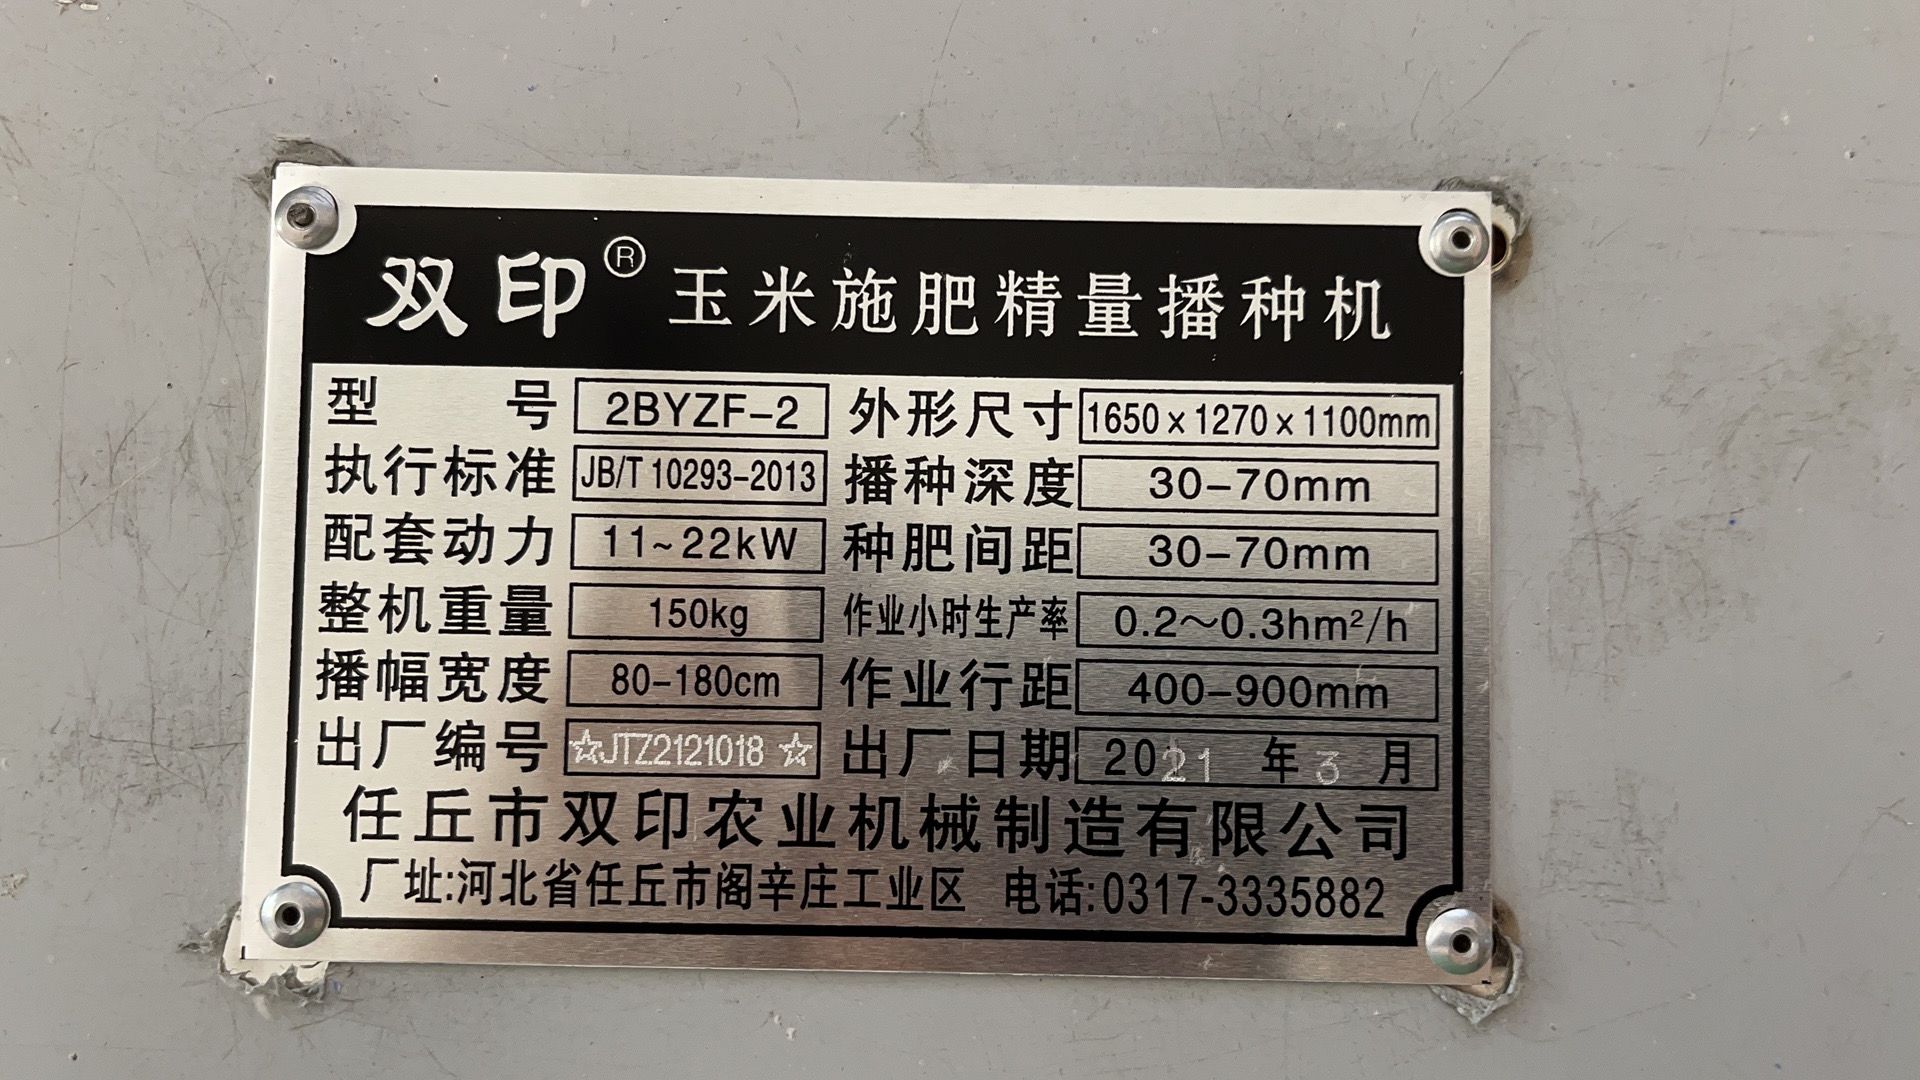 双印® 玉米施肥精量播种机
型 号 2BYZF-2 外形尺寸 1650×1270×1100mm
执行标准 JB/T 10293-2013 播种深度 30-70mm
配套动力 11~22kW 种肥间距 30-70mm
整机重量 150kg 作业小时生产率 0.2~0.3hm²/h
播幅宽度 80-180cm 作业行距 400-900mm
出厂编号 ☆JTZ2121018☆ 出厂日期 2021年3月
任丘市双印农业机械制造有限公司
厂址:河北省任丘市阁辛庄工业区 电话:0317-3335882